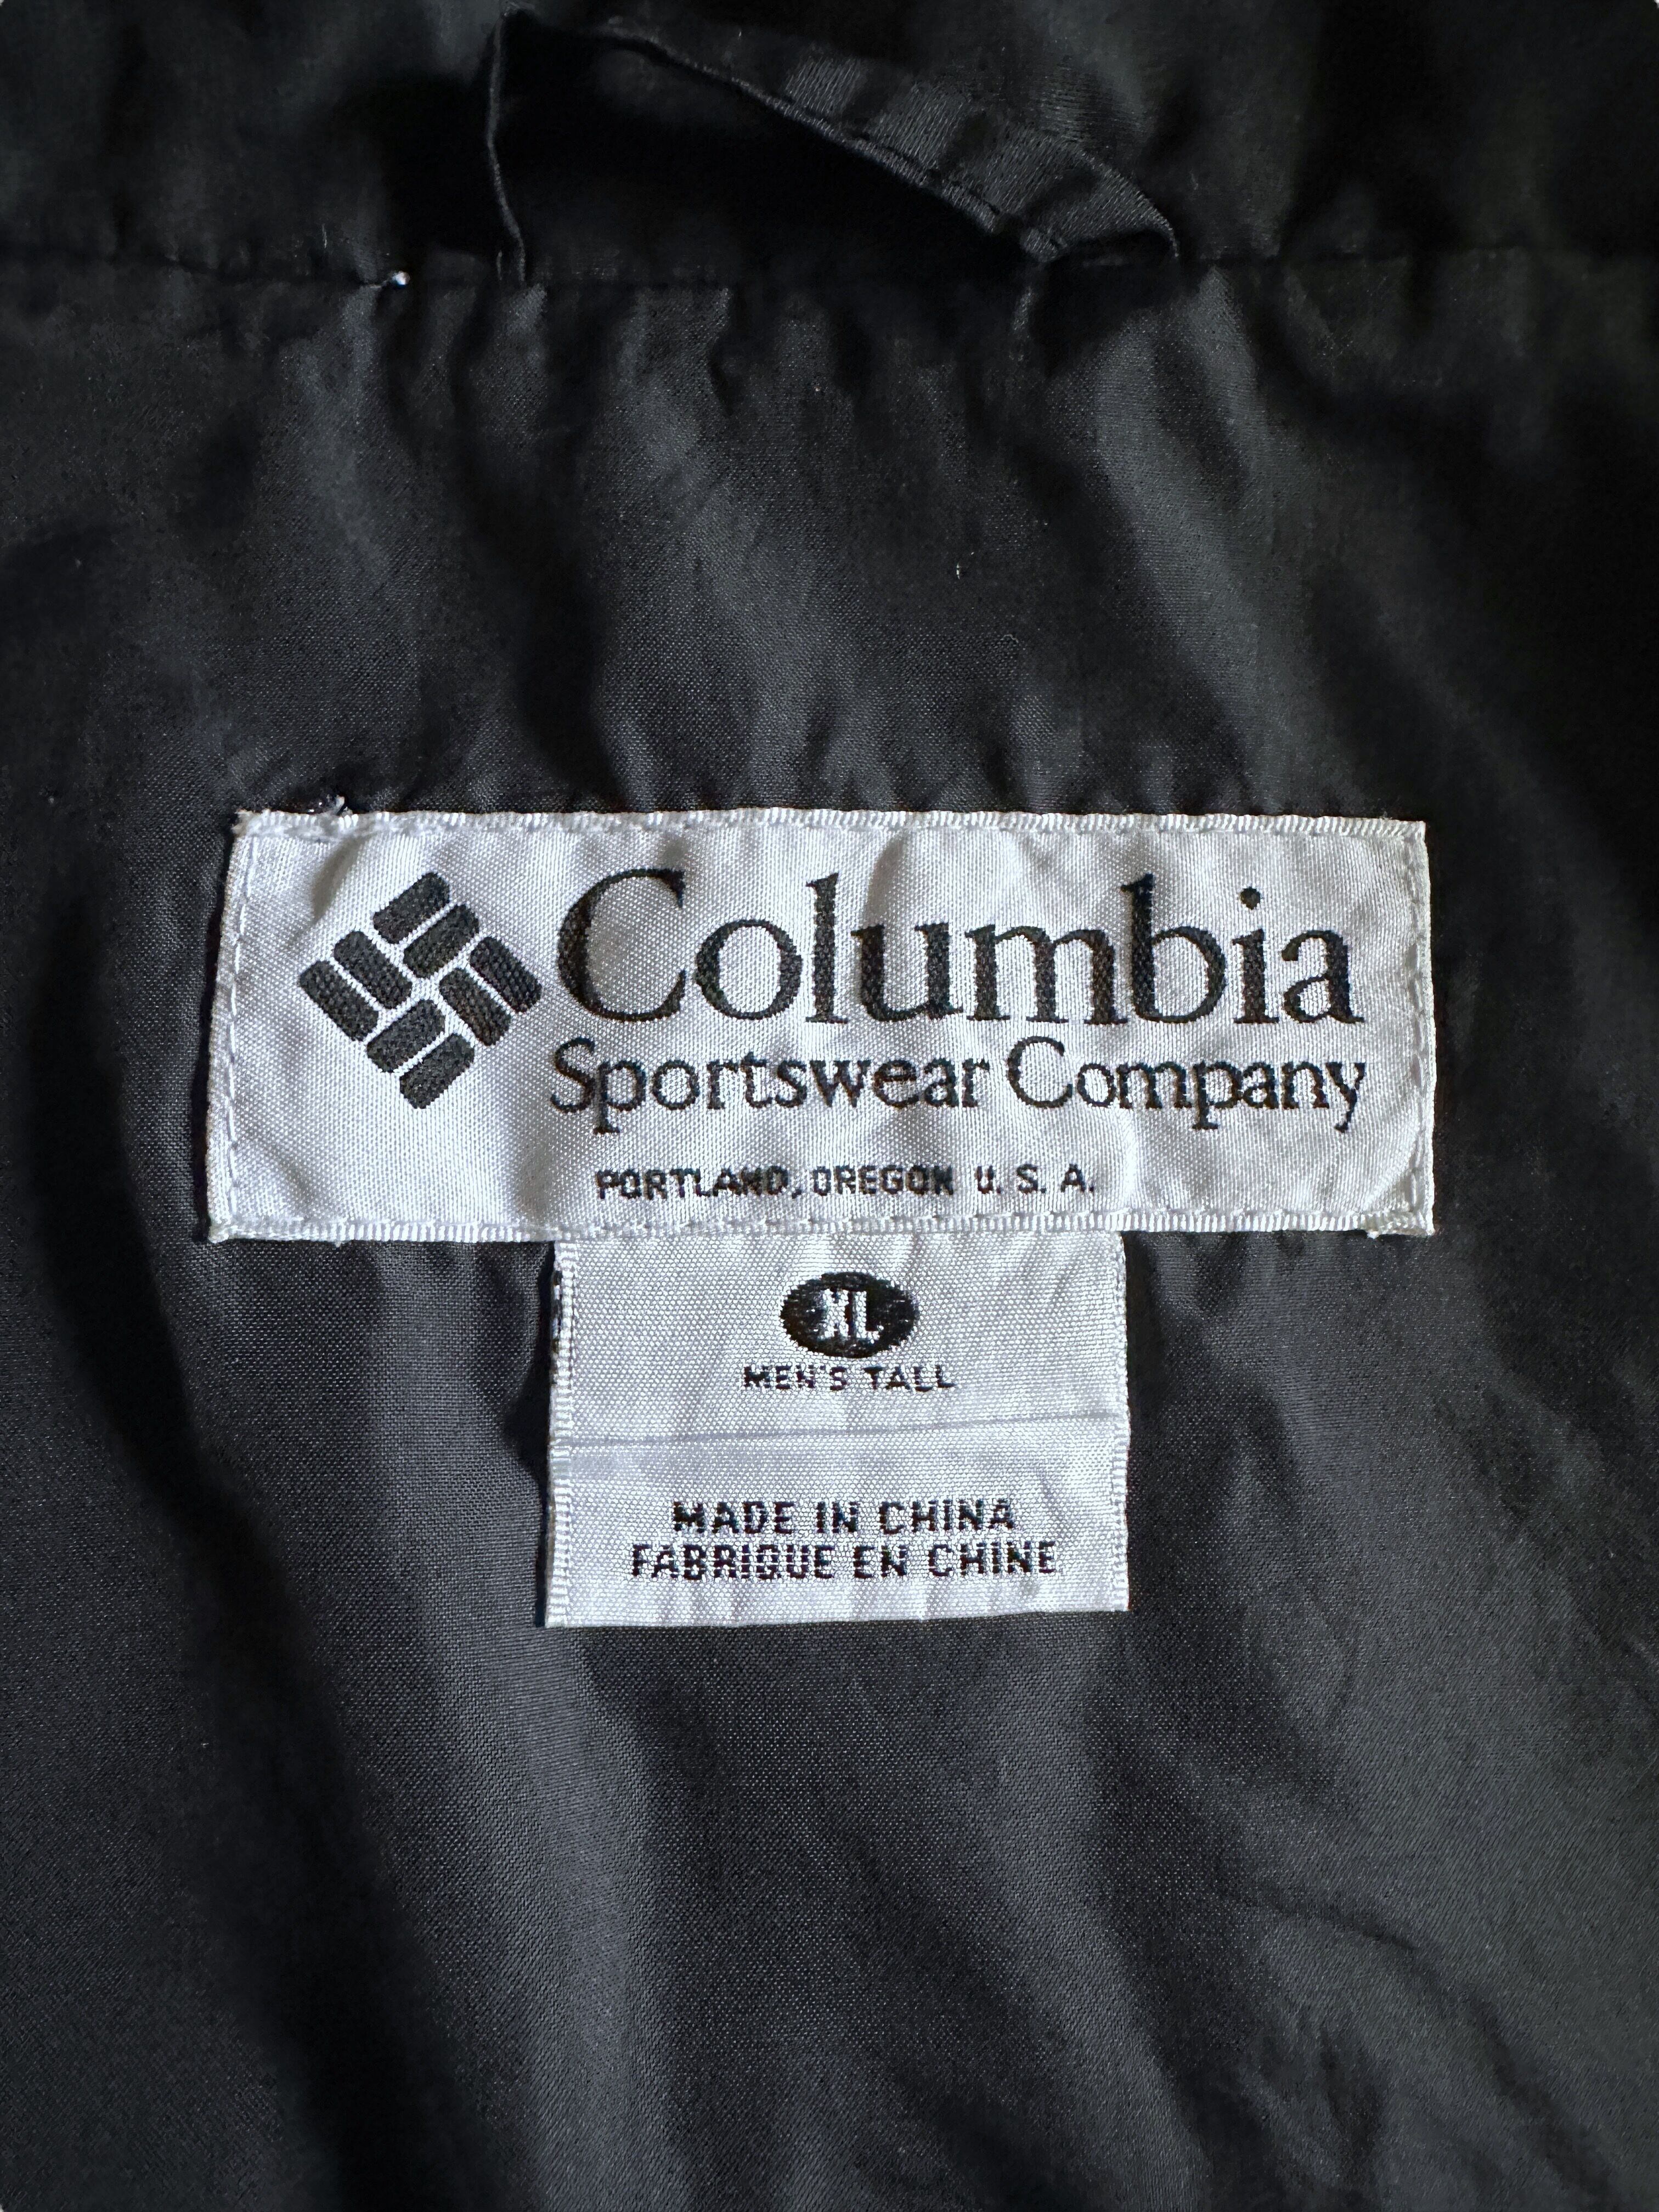 Columbia
Sportswear Company
PORTLAND, OREGON U. S. A.
XL
MEN'S TALL
MADE IN CHINA
FABRIQUE EN CHINE